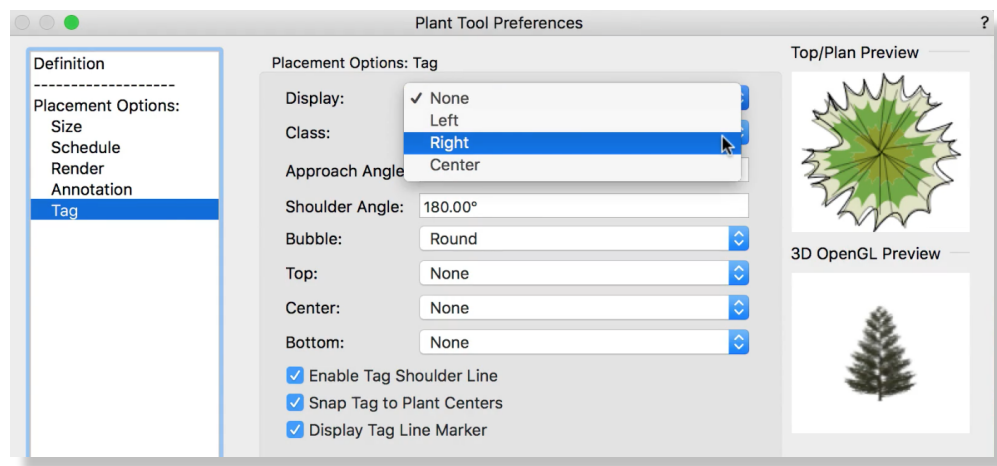 Plant Tool Preferences
?
Definition
-------------------
Placement Options:
Size
Schedule
Render
Annotation
Tag
Placement Options: Tag
Display:
✓ None
Left
Right
Center
Class:
Approach Angle
Shoulder Angle: 180.00°
Bubble: Round
Top: None
Center: None
Bottom: None
Enable Tag Shoulder Line
Snap Tag to Plant Centers
Display Tag Line Marker
Top/Plan Preview
3D OpenGL Preview